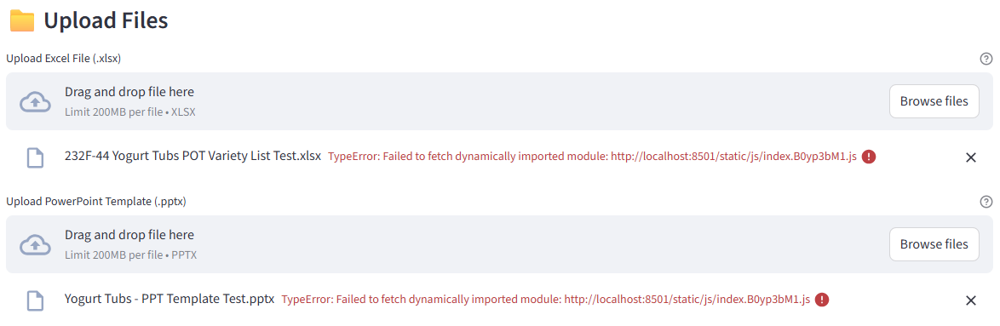 Upload Files
Upload Excel File (.xlsx)
Drag and drop file here
Limit 200MB per file • XLSX
Browse files
232F-44 Yogurt Tubs POT Variety List Test.xlsx TypeError: Failed to fetch dynamically imported module: http://localhost:8501/static/js/index.B0yp3bM1.js
Upload PowerPoint Template (.pptx)
Drag and drop file here
Limit 200MB per file • PPTX
Browse files
Yogurt Tubs - PPT Template Test.pptx TypeError: Failed to fetch dynamically imported module: http://localhost:8501/static/js/index.B0yp3bM1.js